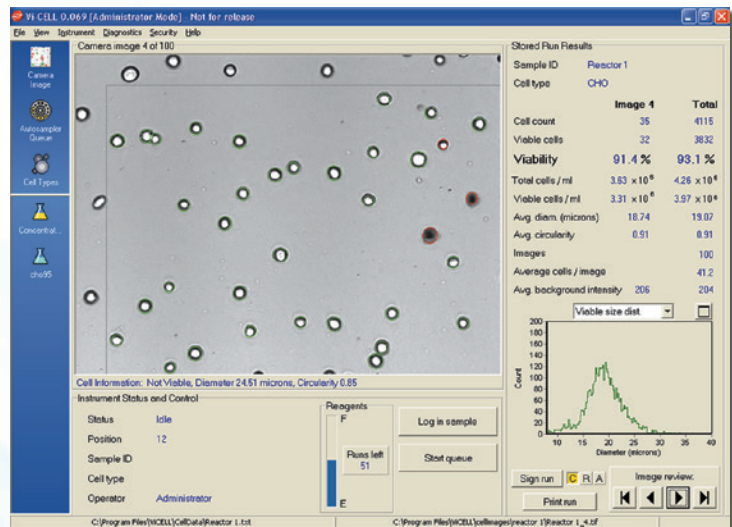 Vi-CELL 0.069 [Administrator Mode] - Not for release
File View Instrument Diagnostics Security Help
Camera Image
Autosampler Queue
Cell Types
Concentrat...
cho95
Camera image 4 of 100
Cell Information: Not Viable, Diameter 24.51 microns, Circularity 0.85
Instrument Status and Control
Status Idle
Position 12
Sample ID
Cell type
Operator Administrator
Reagents
F
Runs left
51
E
Log in sample
Start queue
Stored Run Results
Sample ID Reactor 1
Cell type CHO
Image 4 Total
Cell count 35 4115
Viable cells 32 3832
Viability 91.4 % 93.1 %
Total cells / ml 3.63 x10^6 4.26 x10^6
Viable cells / ml 3.31 x10^6 3.97 x10^6
Avg. diam. (microns) 18.74 19.07
Avg. circularity 0.91 0.91
Images 100
Average cells / image 41.2
Avg. background intensity 206 204
Viable size dist.
200
180
160
140
120
100
80
60
40
20
0
Count
10 15 20 25 30 35 40
Diameter (microns)
Sign run C R A
Print run
Image review:
C:\Program Files\VICELL\CellData\Reactor 1.txt C:\Program Files\VICELL\cellimages\reactor 1\Reactor 1_4.tif